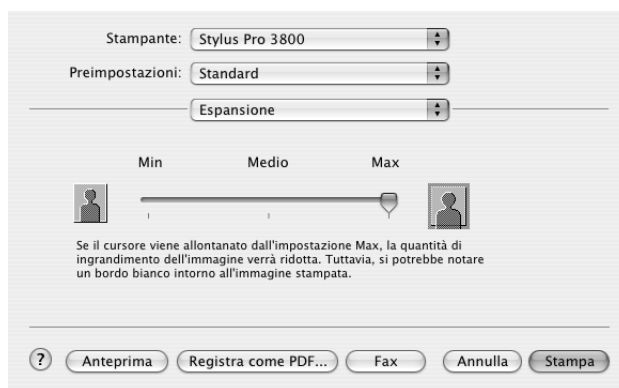 Stampante: Stylus Pro 3800
Preimpostazioni: Standard
Espansione
Min Medio Max
Se il cursore viene allontanato dall'impostazione Max, la quantità di
ingrandimento dell'immagine verrà ridotta. Tuttavia, si potrebbe notare
un bordo bianco intorno all'immagine stampata.
? Anteprima Registra come PDF... Fax Annulla Stampa